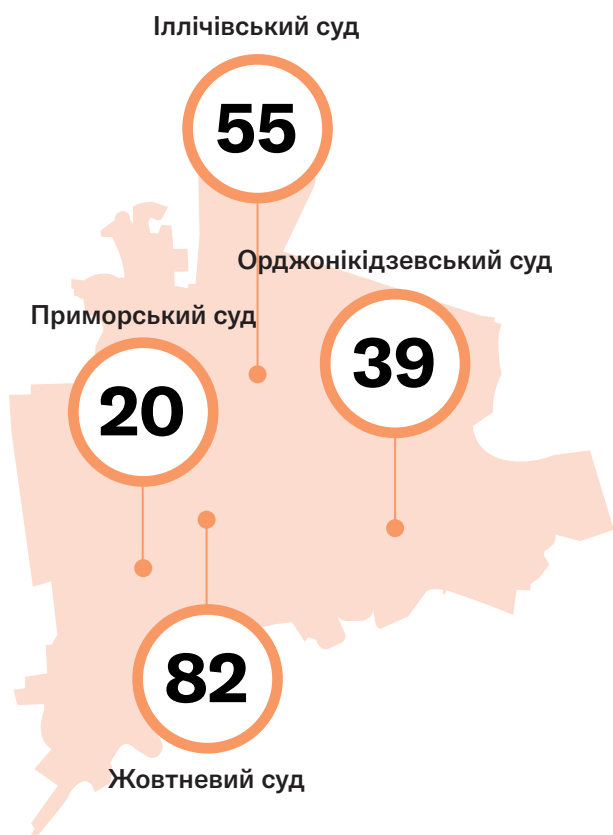 Іллічівський суд
55
Орджонікідзевський суд
39
Приморський суд
20
82
Жовтневий суд